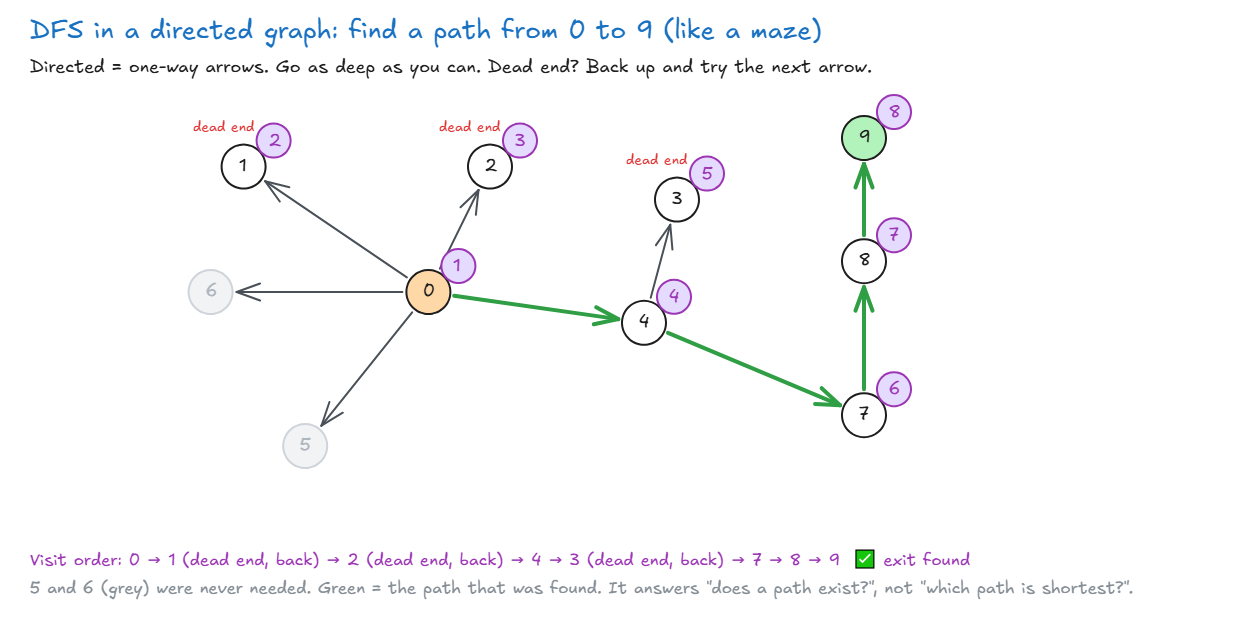 DFS in a directed graph: find a path from 0 to 9 (like a maze)
Directed = one-way arrows. Go as deep as you can. Dead end? Back up and try the next arrow.
8
9
dead end
2
1
dead end
3
2
dead end
5
3
7
8
1
0
6
4
4
6
7
5
Visit order: 0 → 1 (dead end, back) → 2 (dead end, back) → 4 → 3 (dead end, back) → 7 → 8 → 9 ✅ exit found
5 and 6 (grey) were never needed. Green = the path that was found. It answers "does a path exist?", not "which path is shortest?".